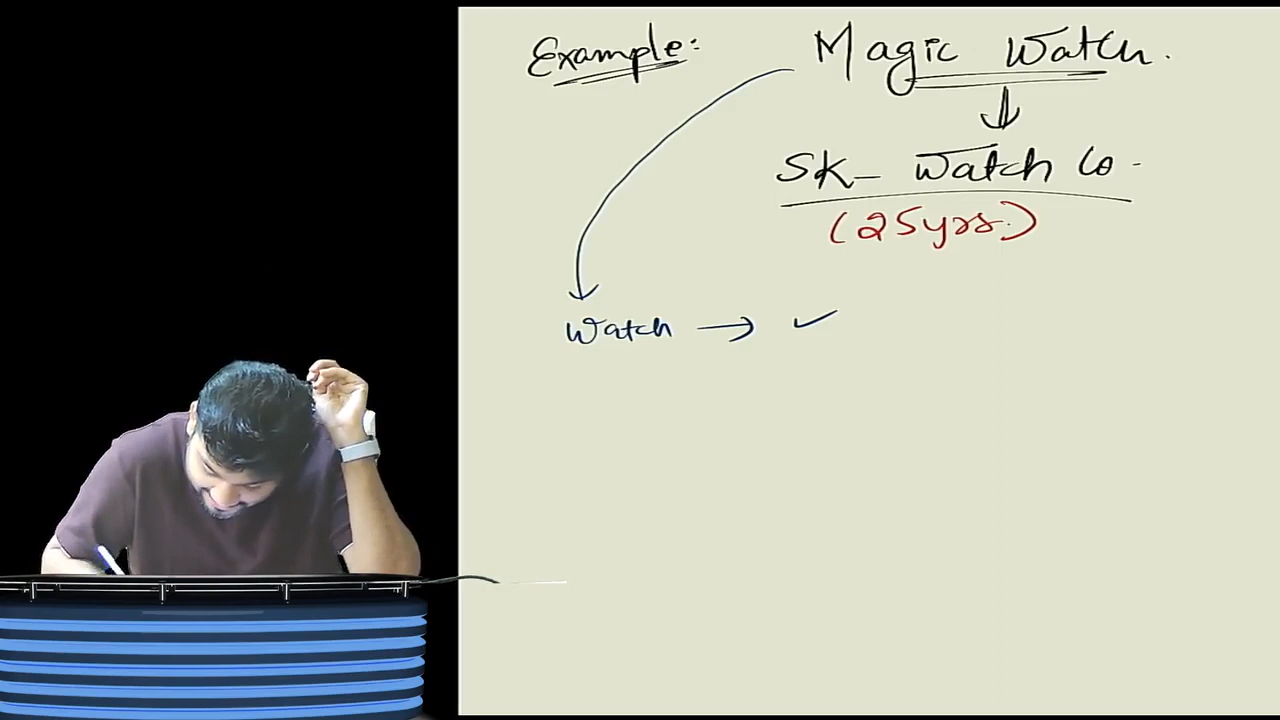 Example: Magic Watch.
SK- Watch Co.
(25yrs.)
Watch → ✓